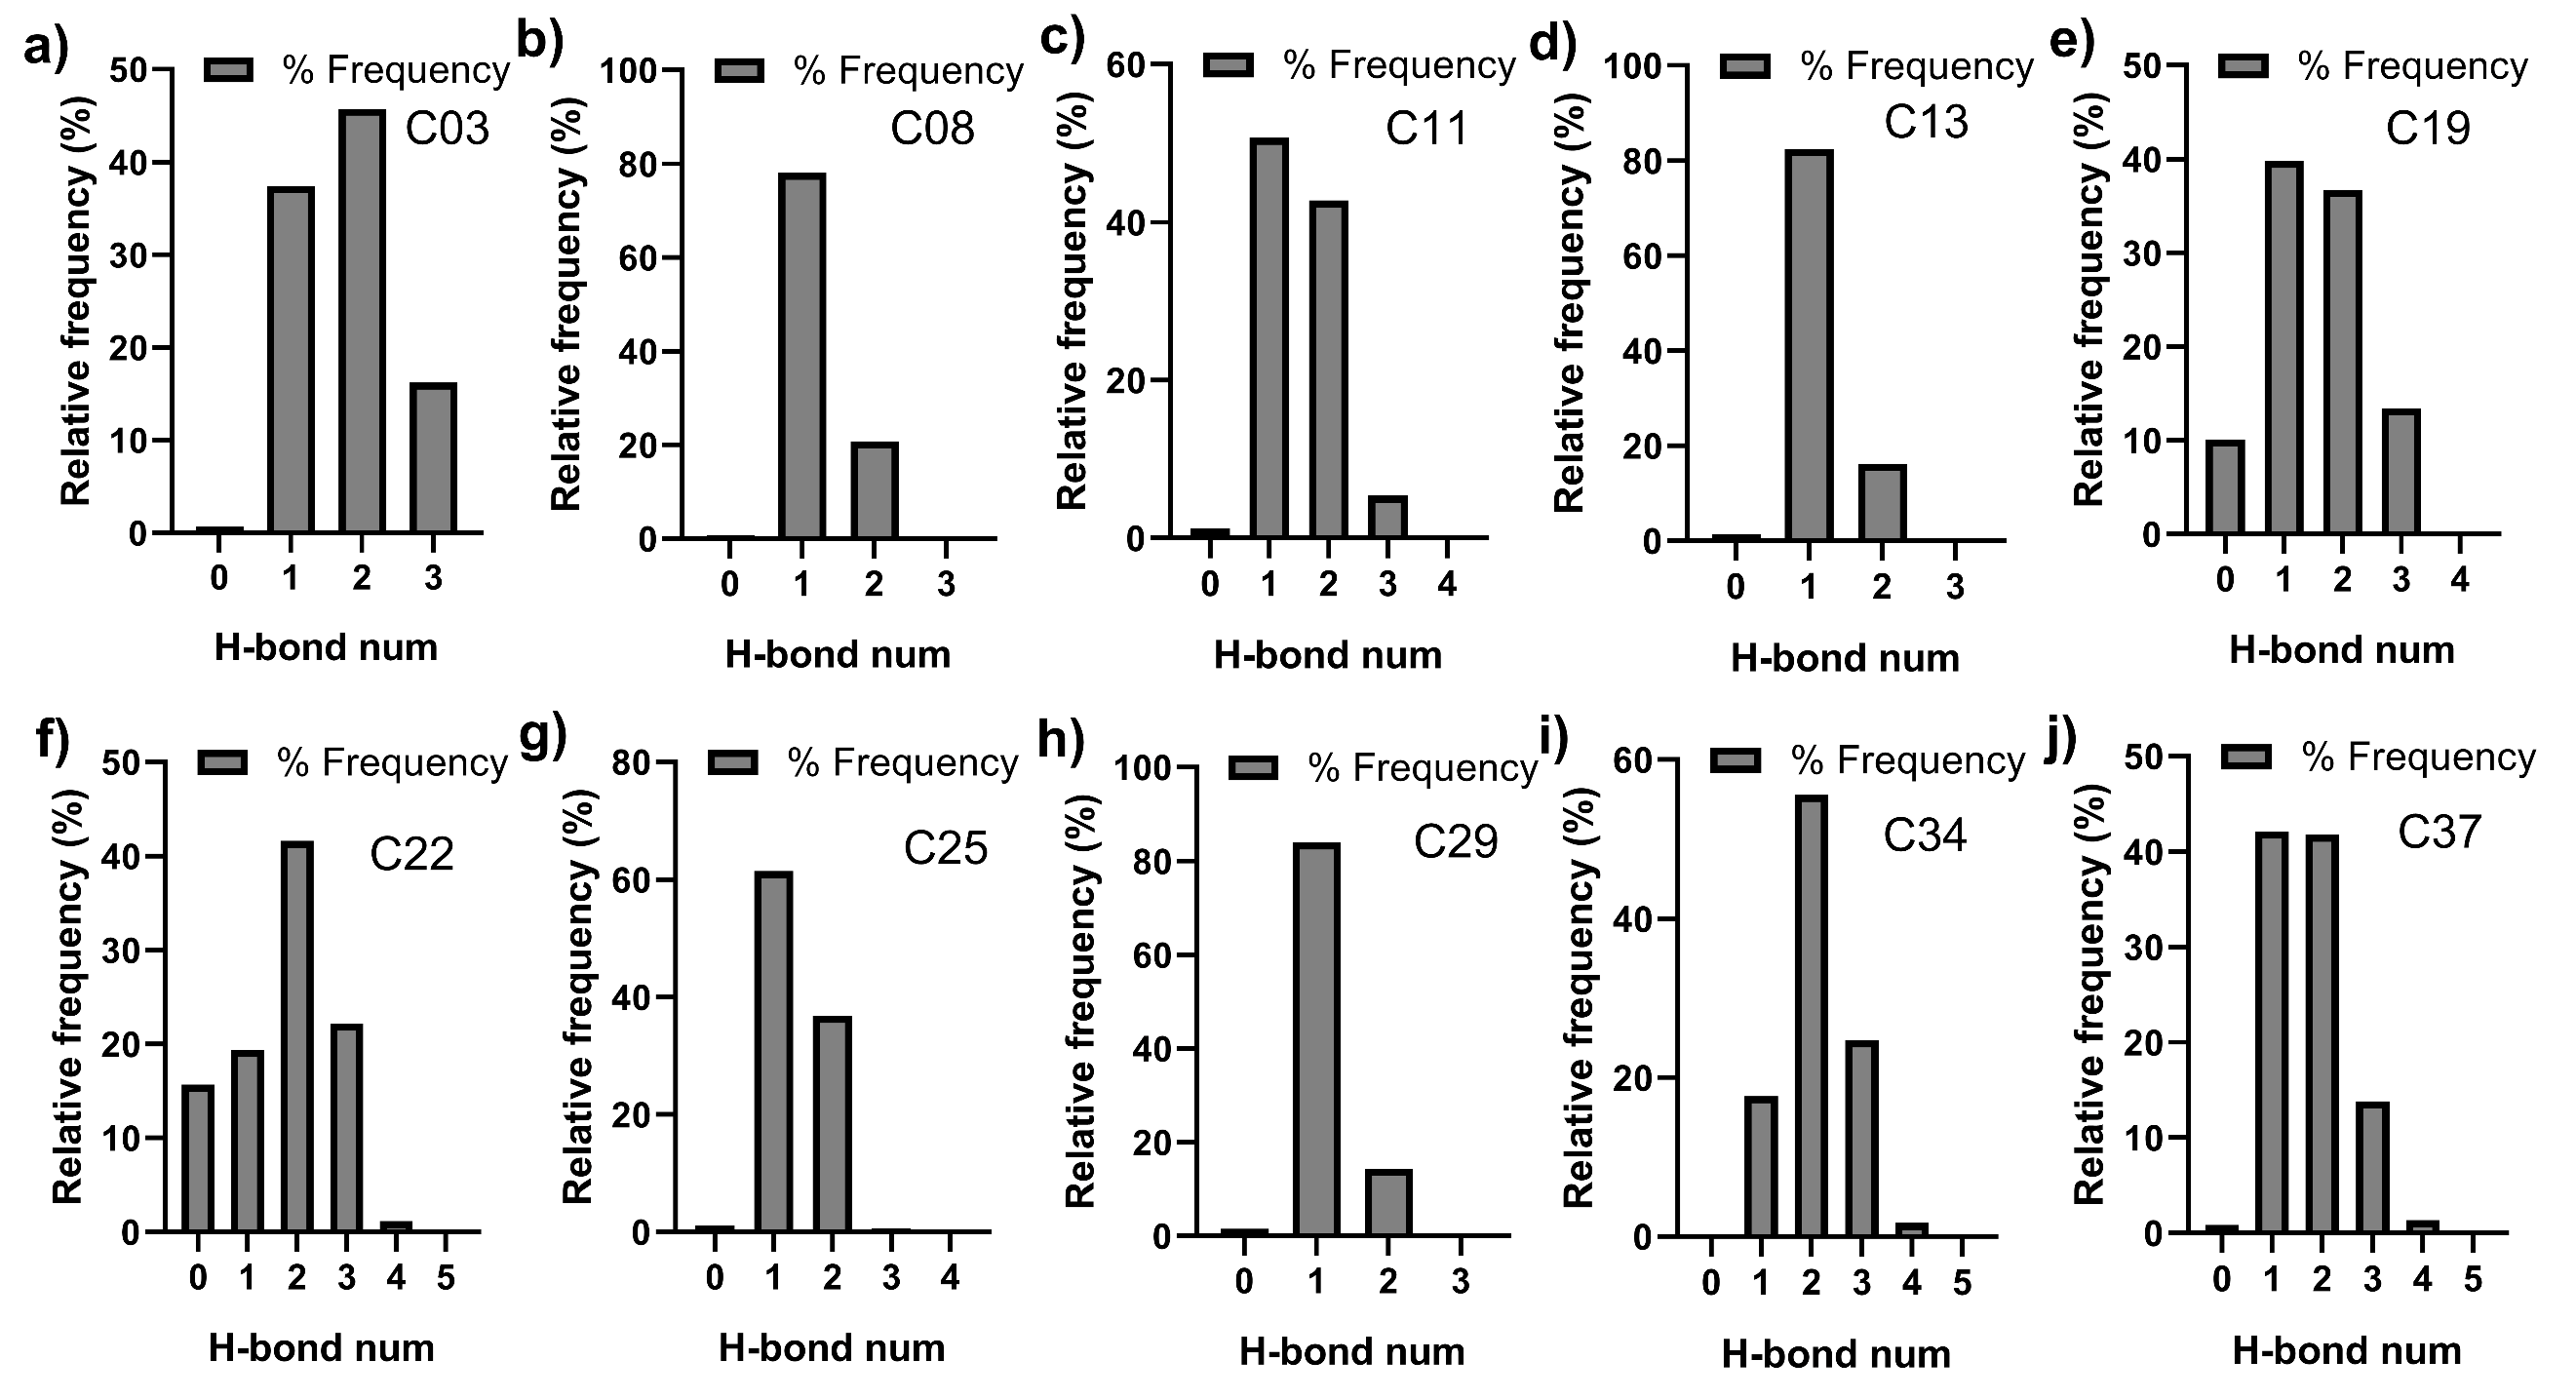 a)
% Frequency
C03
Relative frequency (%)
50
40
30
20
10
0
0 1 2 3
H-bond num
b)
% Frequency
C08
Relative frequency (%)
100
80
60
40
20
0
0 1 2 3
H-bond num
c)
% Frequency
C11
Relative frequency (%)
60
40
20
0
0 1 2 3 4
H-bond num
d)
% Frequency
C13
Relative frequency (%)
100
80
60
40
20
0
0 1 2 3
H-bond num
e)
% Frequency
C19
Relative frequency (%)
50
40
30
20
10
0
0 1 2 3 4
H-bond num
f)
% Frequency
C22
Relative frequency (%)
50
40
30
20
10
0
0 1 2 3 4 5
H-bond num
g)
% Frequency
C25
Relative frequency (%)
80
60
40
20
0
0 1 2 3 4
H-bond num
h)
% Frequency
C29
Relative frequency (%)
100
80
60
40
20
0
0 1 2 3
H-bond num
i)
% Frequency
C34
Relative frequency (%)
60
40
20
0
0 1 2 3 4 5
H-bond num
j)
% Frequency
C37
Relative frequency (%)
50
40
30
20
10
0
0 1 2 3 4 5
H-bond num